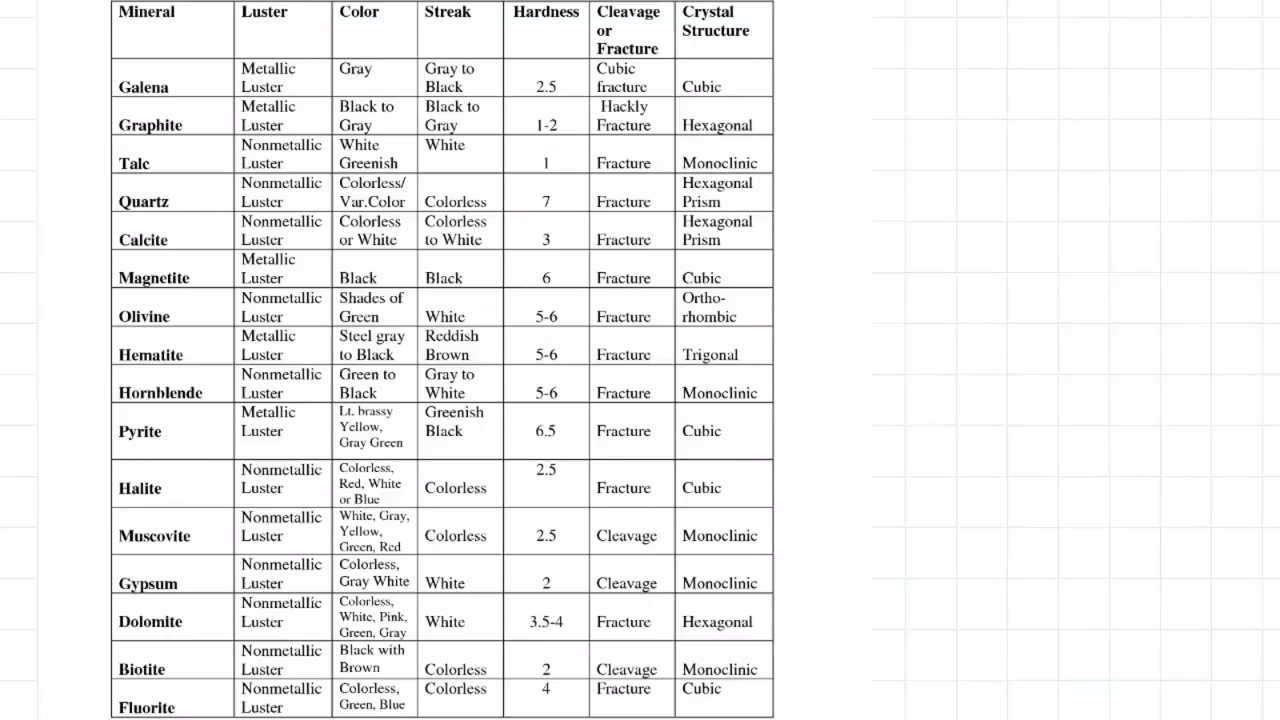 Mineral Luster Color Streak Hardness Cleavage or Fracture Crystal Structure
Galena Metallic Luster Gray Gray to Black 2.5 Cubic fracture Cubic
Graphite Metallic Luster Black to Gray Black to Gray 1-2 Hackly Fracture Hexagonal
Talc Nonmetallic Luster White Greenish White 1 Fracture Monoclinic
Quartz Nonmetallic Luster Colorless/ Var.Color Colorless 7 Fracture Hexagonal Prism
Calcite Nonmetallic Luster Colorless or White Colorless to White 3 Fracture Hexagonal Prism
Magnetite Metallic Luster Black Black 6 Fracture Cubic
Olivine Nonmetallic Luster Shades of Green White 5-6 Fracture Ortho- rhombic
Hematite Metallic Luster Steel gray to Black Reddish Brown 5-6 Fracture Trigonal
Hornblende Nonmetallic Luster Green to Black Gray to White 5-6 Fracture Monoclinic
Pyrite Metallic Luster Lt. brassy Yellow, Gray Green Greenish Black 6.5 Fracture Cubic
Halite Nonmetallic Luster Colorless, Red, White or Blue Colorless 2.5 Fracture Cubic
Muscovite Nonmetallic Luster White, Gray, Yellow, Green, Red Colorless 2.5 Cleavage Monoclinic
Gypsum Nonmetallic Luster Colorless, Gray White White 2 Cleavage Monoclinic
Dolomite Nonmetallic Luster Colorless, White, Pink, Green, Gray White 3.5-4 Fracture Hexagonal
Biotite Nonmetallic Luster Black with Brown Colorless 2 Cleavage Monoclinic
Fluorite Nonmetallic Luster Colorless, Green, Blue Colorless 4 Fracture Cubic